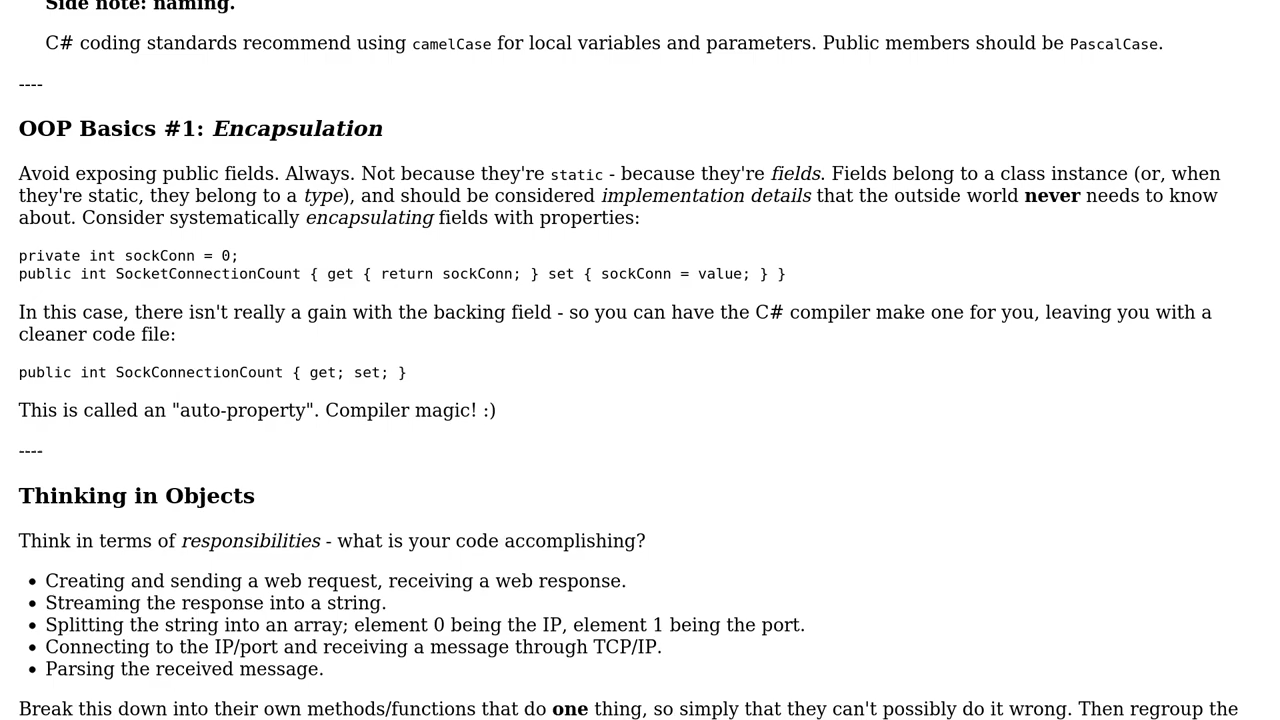 Side note: naming.
C# coding standards recommend using camelCase for local variables and parameters. Public members should be PascalCase.
----
OOP Basics #1: Encapsulation
Avoid exposing public fields. Always. Not because they're static - because they're fields. Fields belong to a class instance (or, when
they're static, they belong to a type), and should be considered implementation details that the outside world never needs to know
about. Consider systematically encapsulating fields with properties:
private int sockConn = 0;
public int SocketConnectionCount { get { return sockConn; } set { sockConn = value; } }
In this case, there isn't really a gain with the backing field - so you can have the C# compiler make one for you, leaving you with a
cleaner code file:
public int SockConnectionCount { get; set; }
This is called an "auto-property". Compiler magic! :)
----
Thinking in Objects
Think in terms of responsibilities - what is your code accomplishing?
• Creating and sending a web request, receiving a web response.
• Streaming the response into a string.
• Splitting the string into an array; element 0 being the IP, element 1 being the port.
• Connecting to the IP/port and receiving a message through TCP/IP.
• Parsing the received message.
Break this down into their own methods/functions that do one thing, so simply that they can't possibly do it wrong. Then regroup the